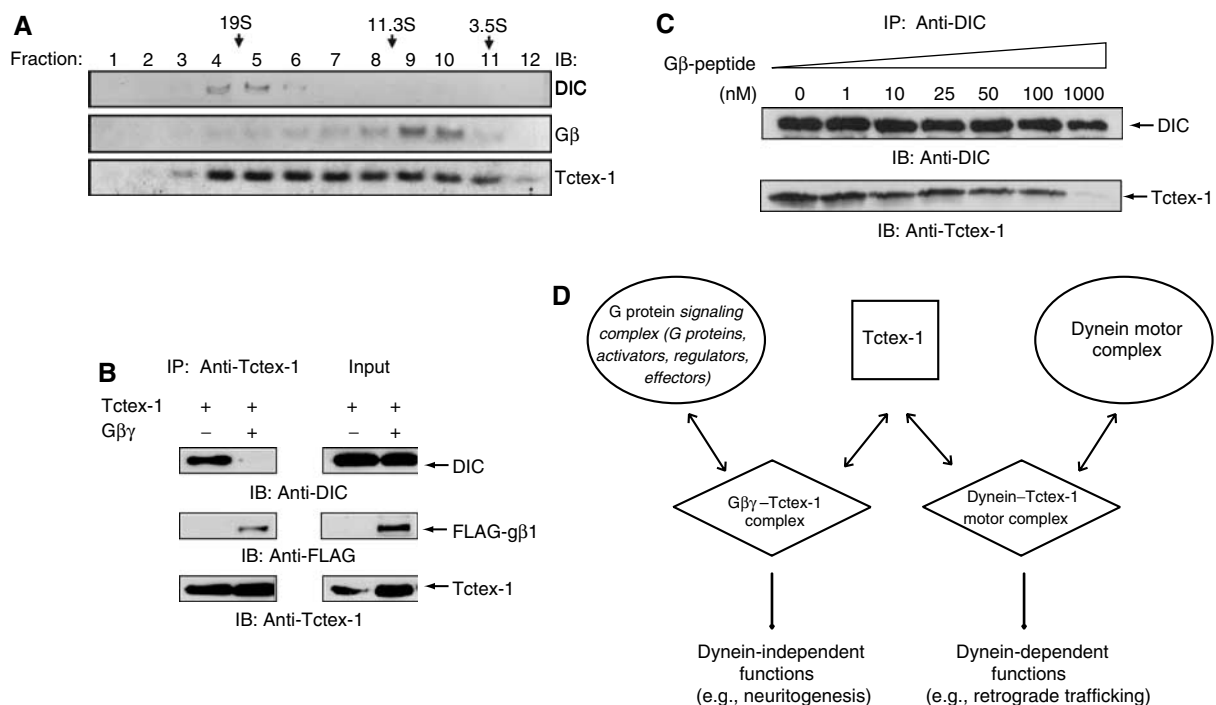 A
19S 11.3S 3.5S
Fraction: 1 2 3 4 5 6 7 8 9 10 11 12 IB:
DIC
Gβ
Tctex-1
B
IP: Anti-Tctex-1 Input
Tctex-1 + + + +
Gβγ – + – +
DIC
IB: Anti-DIC
FLAG-gβ1
IB: Anti-FLAG
Tctex-1
IB: Anti-Tctex-1
C
IP: Anti-DIC
Gβ-peptide
(nM) 0 1 10 25 50 100 1000
DIC
IB: Anti-DIC
Tctex-1
IB: Anti-Tctex-1
D
G protein signaling
complex (G proteins,
activators, regulators,
effectors)
Tctex-1
Dynein motor
complex
Gβγ–Tctex-1
complex
Dynein–Tctex-1
motor complex
Dynein-independent
functions
(e.g., neuritogenesis)
Dynein-dependent
functions
(e.g., retrograde trafficking)